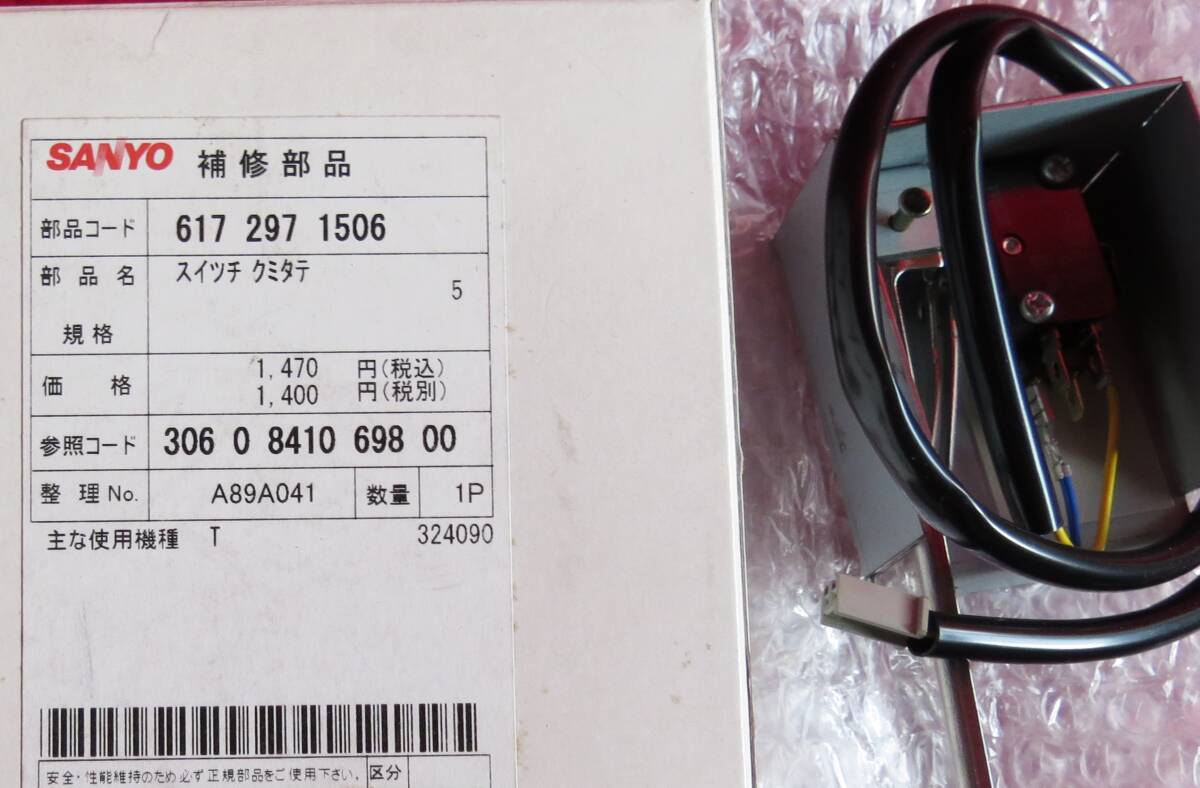 SANYO 補修部品
部品コード 617 297 1506
部品名 スイツチ クミタテ
5
規格
価格 1,470 円(税込)
1,400 円(税別)
参照コード 306 0 8410 698 00
整理No. A89A041 数量 1P
主な使用機種 T 324090
安全・性能維持のため必ず正規部品をご使用下さい。 区分